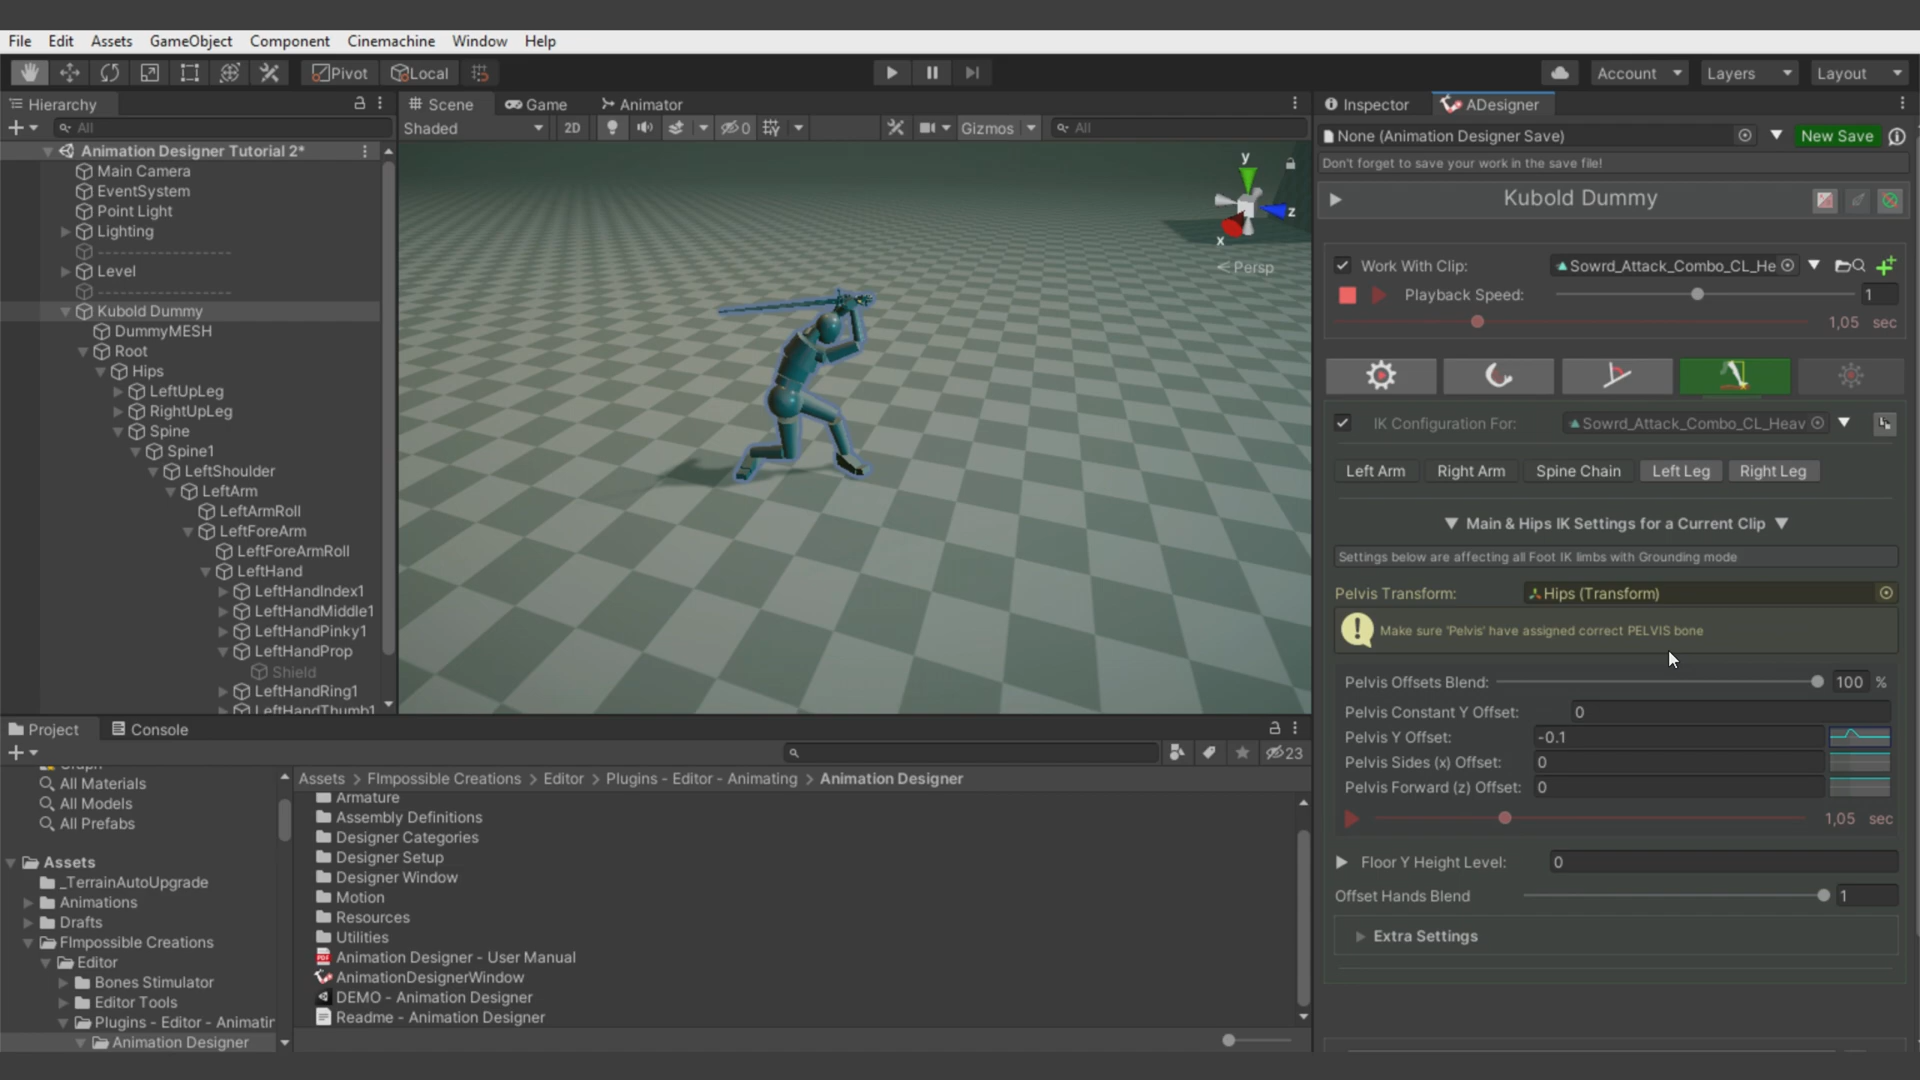 File Edit Assets GameObject Component Cinemachine Window Help
Pivot Local Account Layers Layout
Hierarchy
All
Animation Designer Tutorial 2*
Main Camera
EventSystem
Point Light
Lighting
------------------
Level
------------------
Kubold Dummy
DummyMESH
Root
Hips
LeftUpLeg
RightUpLeg
Spine
Spine1
LeftShoulder
LeftArm
LeftArmRoll
LeftForeArm
LeftForeArmRoll
LeftHand
LeftHandIndex1
LeftHandMiddle1
LeftHandPinky1
LeftHandProp
Shield
LeftHandRing1
LeftHandThumb1
Scene Game Animator
Shaded 2D 0 Gizmos All
y
z
x
Persp
Inspector ADesigner
None (Animation Designer Save) New Save
Don't forget to save your work in the save file!
Kubold Dummy
Work With Clip: Sowrd_Attack_Combo_CL_He
Playback Speed: 1
1,05 sec
IK Configuration For: Sowrd_Attack_Combo_CL_Heav
Left Arm Right Arm Spine Chain Left Leg Right Leg
Main & Hips IK Settings for a Current Clip
Settings below are affecting all Foot IK limbs with Grounding mode
Pelvis Transform: Hips (Transform)
Make sure 'Pelvis' have assigned correct PELVIS bone
Pelvis Offsets Blend: 100 %
Pelvis Constant Y Offset: 0
Pelvis Y Offset: -0.1
Pelvis Sides (x) Offset: 0
Pelvis Forward (z) Offset: 0
1,05 sec
Floor Y Height Level: 0
Offset Hands Blend 1
Extra Settings
Project Console
23
Graph
All Materials
All Models
All Prefabs
Assets
_TerrainAutoUpgrade
Animations
Drafts
FImpossible Creations
Editor
Bones Stimulator
Editor Tools
Plugins - Editor - Animatir
Animation Designer
Assets > FImpossible Creations > Editor > Plugins - Editor - Animating > Animation Designer
Armature
Assembly Definitions
Designer Categories
Designer Setup
Designer Window
Motion
Resources
Utilities
Animation Designer - User Manual
AnimationDesignerWindow
DEMO - Animation Designer
Readme - Animation Designer